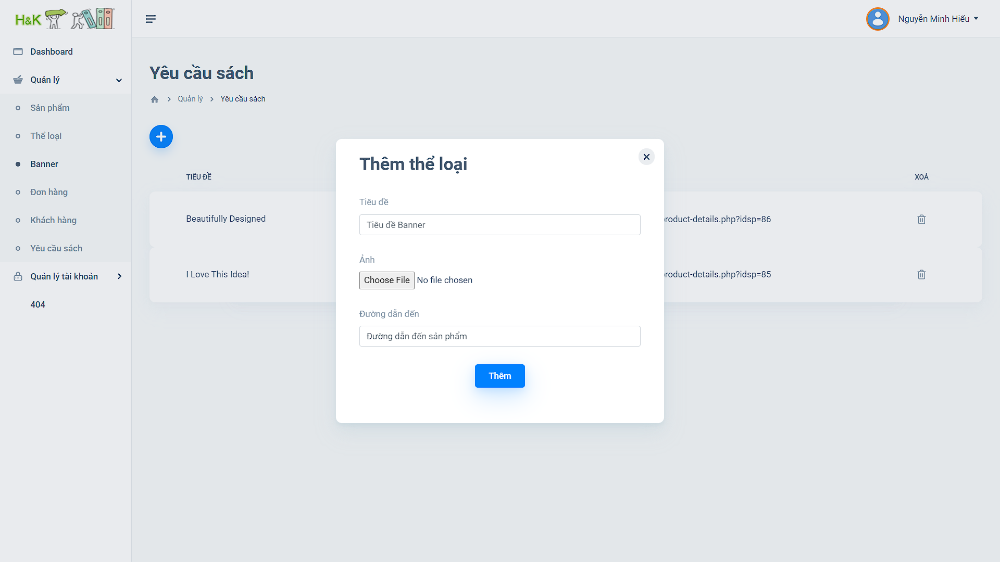 H&K
Nguyễn Minh Hiếu
Dashboard
Quản lý
Sản phẩm
Thể loại
Banner
Đơn hàng
Khách hàng
Yêu cầu sách
Quản lý tài khoản
404
Yêu cầu sách
Quản lý
Yêu cầu sách
TIÊU ĐỀ
XOÁ
Beautifully Designed
roduct-details.php?idsp=86
I Love This Idea!
roduct-details.php?idsp=85
Thêm thể loại
Tiêu đề
Tiêu đề Banner
Ảnh
Choose File No file chosen
Đường dẫn đến
Đường dẫn đến sản phẩm
Thêm